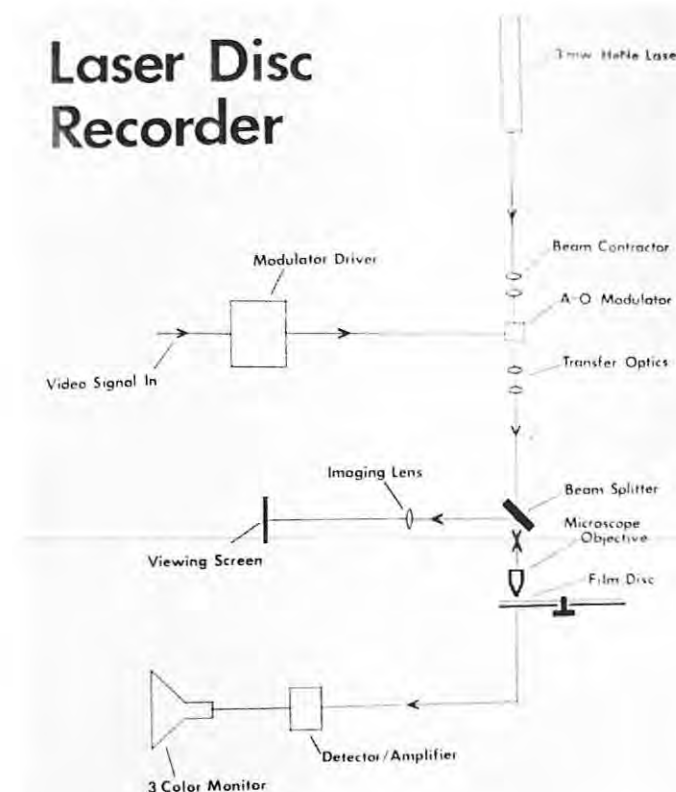 Laser Disc
Recorder
3mw HeNe Laser
Beam Contractor
Modulator Driver
A-O Modulator
Video Signal In
Transfer Optics
Imaging Lens
Beam Splitter
Microscope
Objective
Viewing Screen
Film Disc
Detector/Amplifier
3 Color Monitor